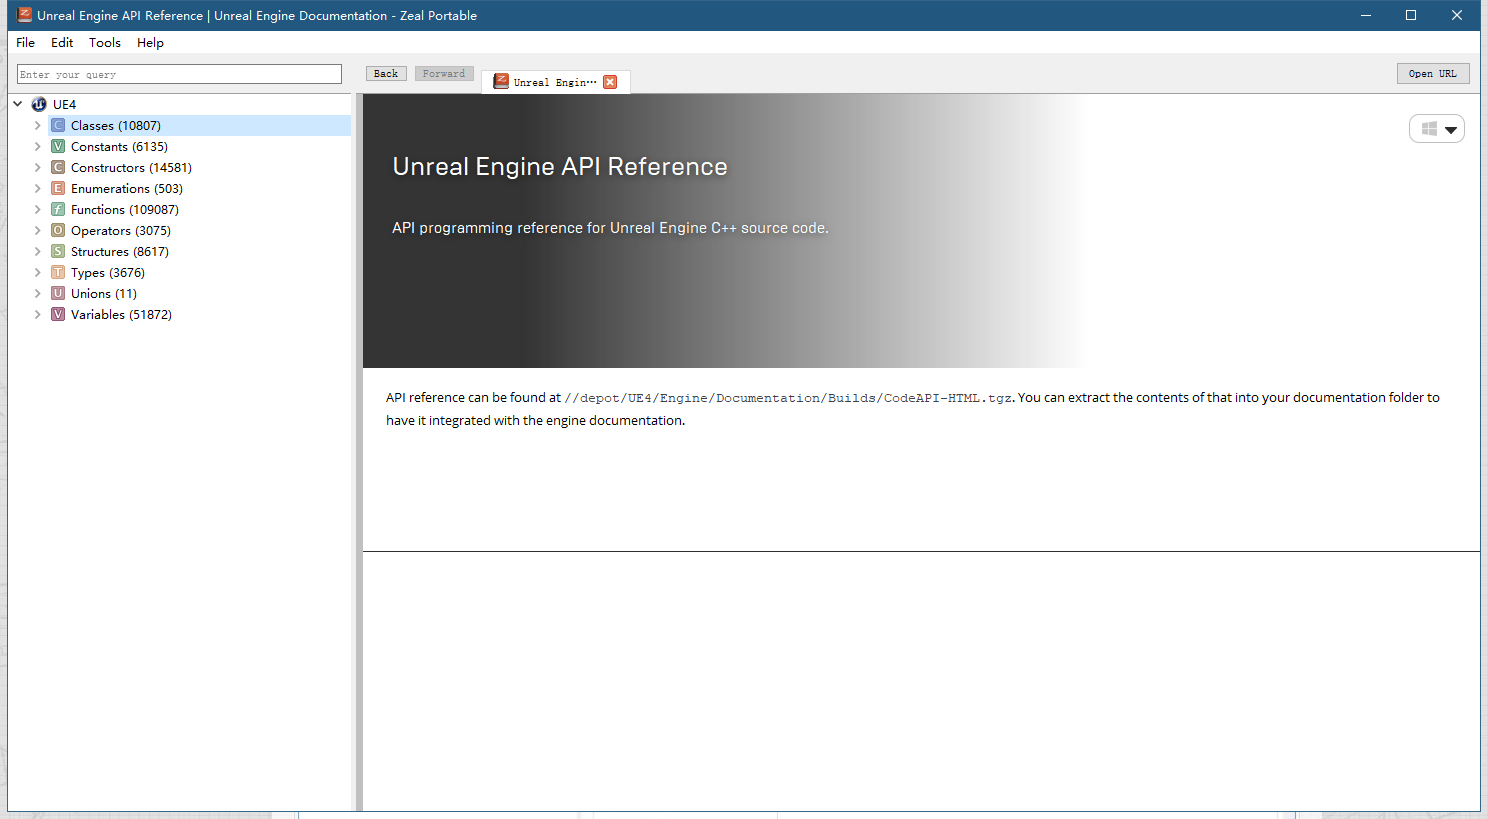 Unreal Engine API Reference | Unreal Engine Documentation - Zeal Portable
File Edit Tools Help
Enter your query
Back Forward Unreal Engin··· Open URL
UE4
Classes (10807)
Constants (6135)
Constructors (14581)
Enumerations (503)
Functions (109087)
Operators (3075)
Structures (8617)
Types (3676)
Unions (11)
Variables (51872)
Unreal Engine API Reference
API programming reference for Unreal Engine C++ source code.
API reference can be found at //depot/UE4/Engine/Documentation/Builds/CodeAPI-HTML.tgz. You can extract the contents of that into your documentation folder to
have it integrated with the engine documentation.